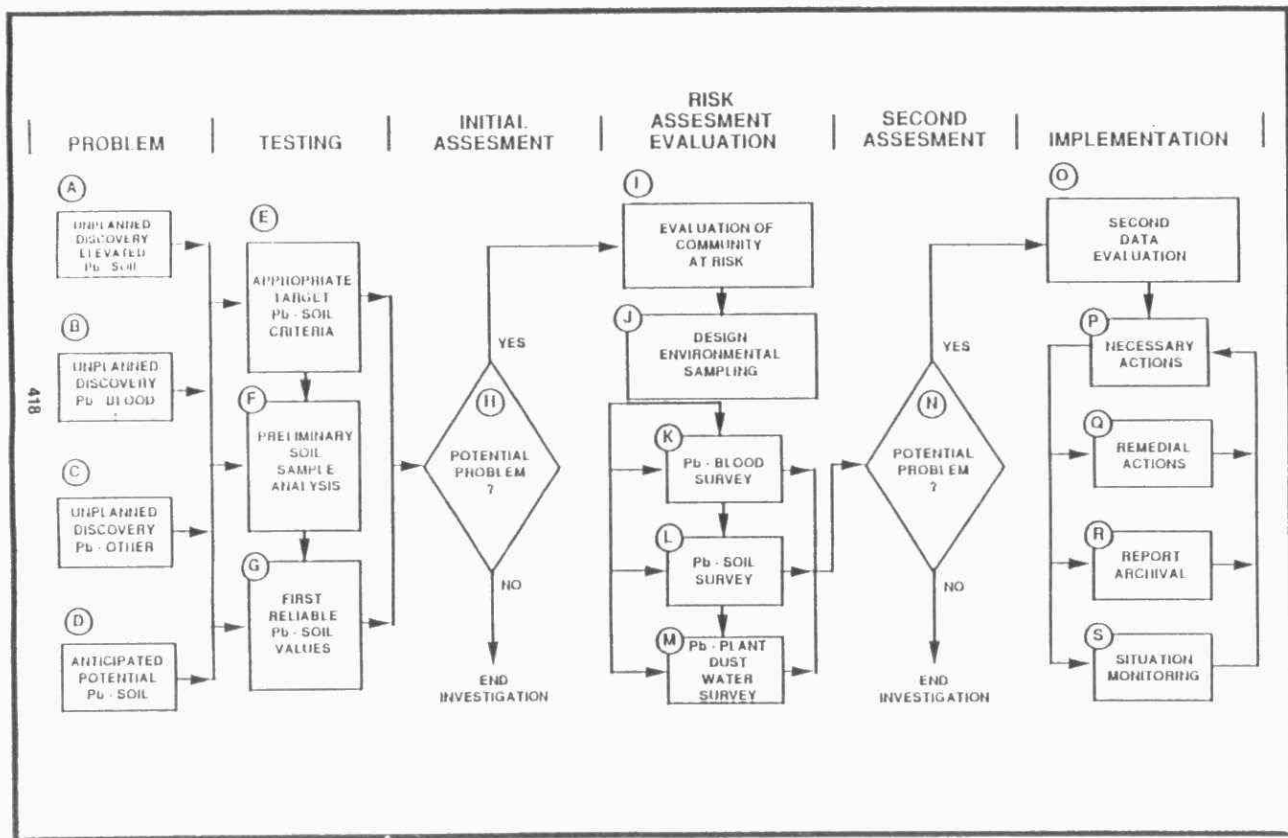 PROBLEM
TESTING
INITIAL
ASSESMENT
RISK
ASSESMENT
EVALUATION
SECOND
ASSESMENT
IMPLEMENTATION
A
UNPLANNED
DISCOVERY
ELEVATED
Pb - SOIL
B
UNPLANNED
DISCOVERY
Pb - BLOOD
C
UNPLANNED
DISCOVERY
Pb - OTHER
D
ANTICIPATED
POTENTIAL
Pb - SOIL
E
APPROPRIATE
TARGET
Pb - SOIL
CRITERIA
F
PRELIMINARY
SOIL
SAMPLE
ANALYSIS
G
FIRST
RELIABLE
Pb - SOIL
VALUES
YES
H
POTENTIAL
PROBLEM
?
NO
END
INVESTIGATION
I
EVALUATION OF
COMMUNITY
AT RISK
J
DESIGN
ENVIRONMENTAL
SAMPLING
K
Pb - BLOOD
SURVEY
L
Pb - SOIL
SURVEY
M
Pb - PLANT
DUST
WATER
SURVEY
YES
N
POTENTIAL
PROBLEM
?
NO
END
INVESTIGATION
O
SECOND
DATA
EVALUATION
P
NECESSARY
ACTIONS
Q
REMEDIAL
ACTIONS
R
REPORT
ARCHIVAL
S
SITUATION
MONITORING
418